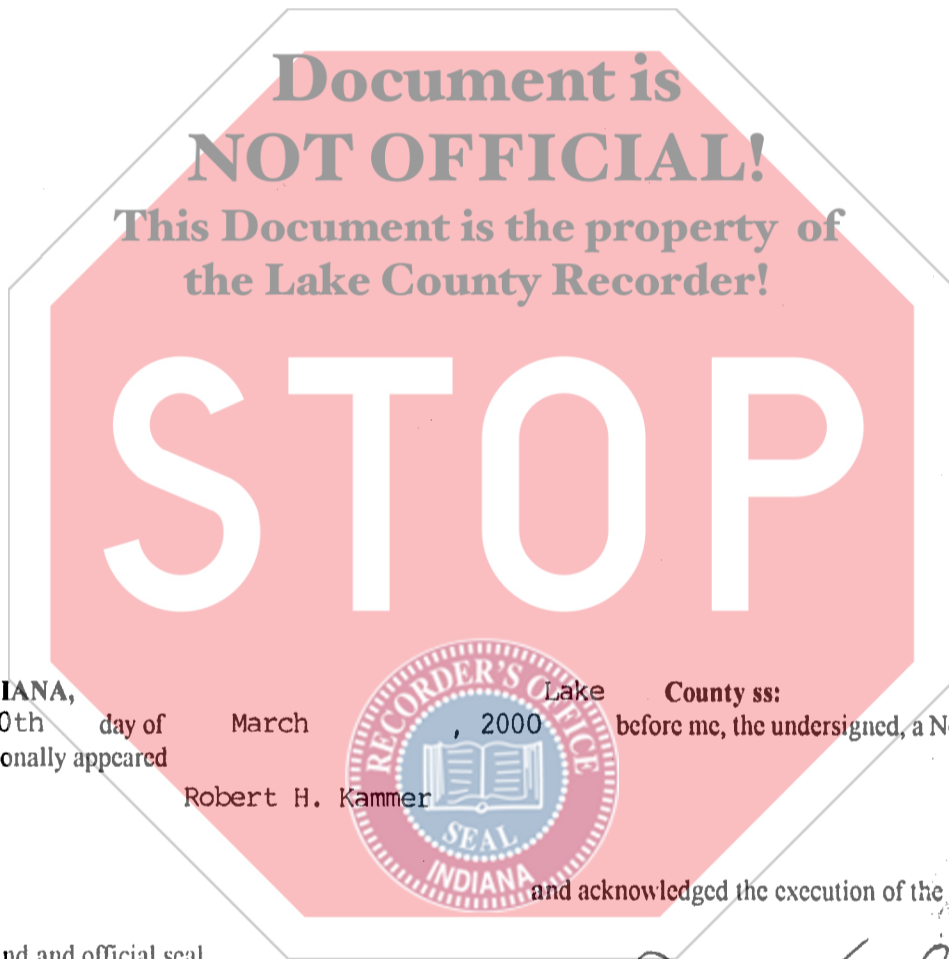 Document is
NOT OFFICIAL!
This Document is the property of
the Lake County Recorder!
STOP
IANA, Lake County ss:
0th day of March , 2000 before me, the undersigned, a N
onally appeared
Robert H. Kammer
RECORDER'S OFFICE
SEAL
INDIANA
and acknowledged the execution of the
nd and official seal